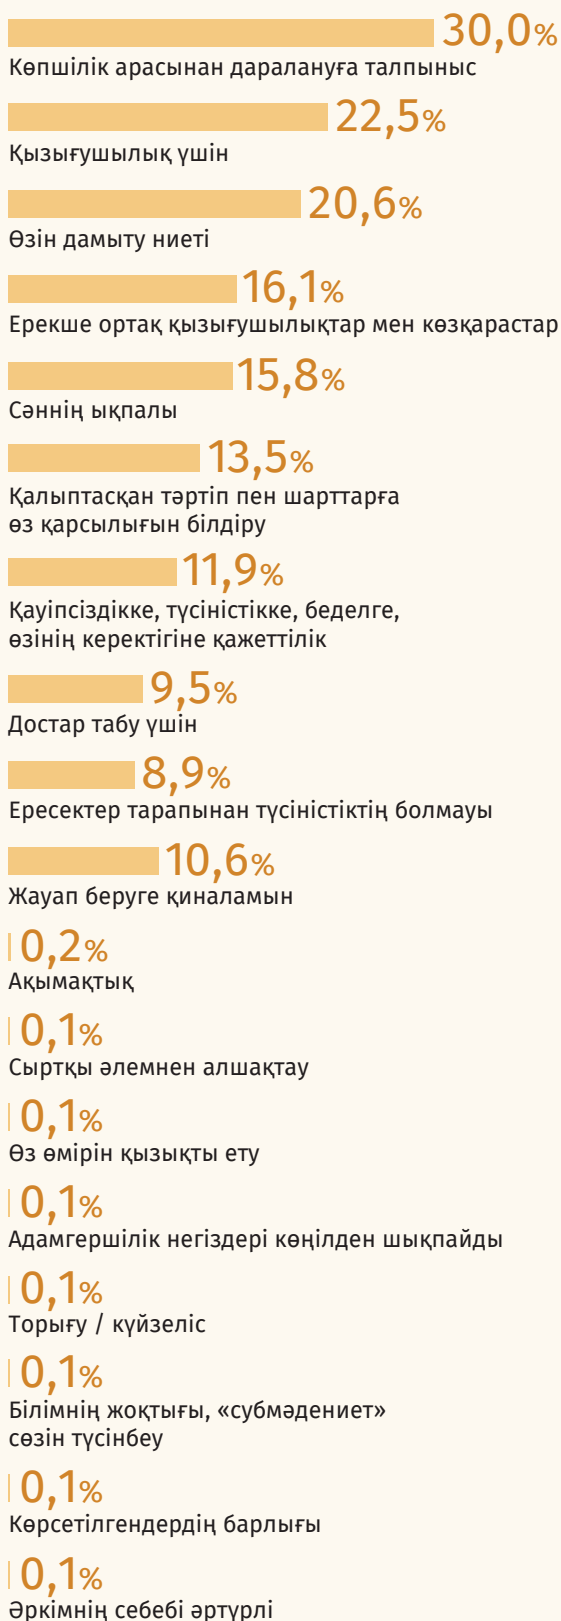 30,0%
Көпшілік арасынан даралануға талпыныс
22,5%
Қызығушылық үшін
20,6%
Өзін дамыту ниеті
16,1%
Ерекше ортақ қызығушылықтар мен көзқарастар
15,8%
Сәннің ықпалы
13,5%
Қалыптасқан тәртіп пен шарттарға
өз қарсылығын білдіру
11,9%
Қауіпсіздікке, түсіністікке, беделге,
өзінің керектігіне қажеттілік
9,5%
Достар табу үшін
8,9%
Ересектер тарапынан түсіністіктің болмауы
10,6%
Жауап беруге қиналамын
0,2%
Ақымақтық
0,1%
Сыртқы әлемнен алшақтау
0,1%
Өз өмірін қызықты ету
0,1%
Адамгершілік негіздері көңілден шықпайды
0,1%
Торығу / күйзеліс
0,1%
Білімнің жоқтығы, «субмәдениет»
сөзін түсінбеу
0,1%
Көрсетілгендердің барлығы
0,1%
Әркімнің себебі әртүрлі